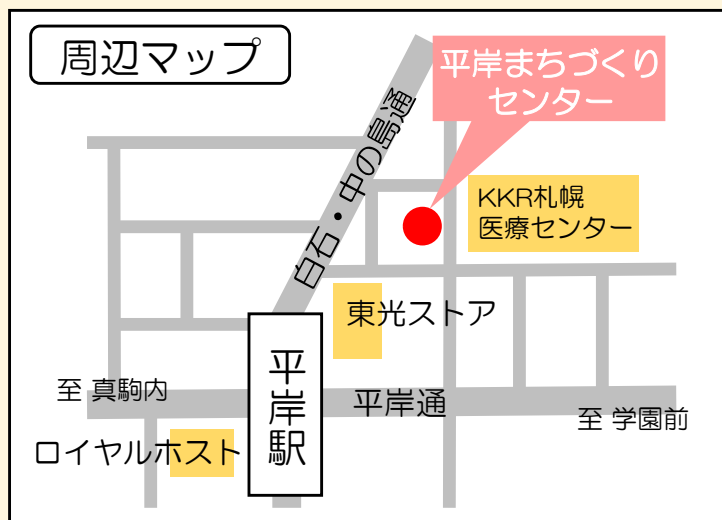 周辺マップ
平岸まちづくり
センター
白石・中の島通
KKR札幌
医療センター
東光ストア
平岸駅
至 真駒内
平岸通
至 学園前
ロイヤルホスト